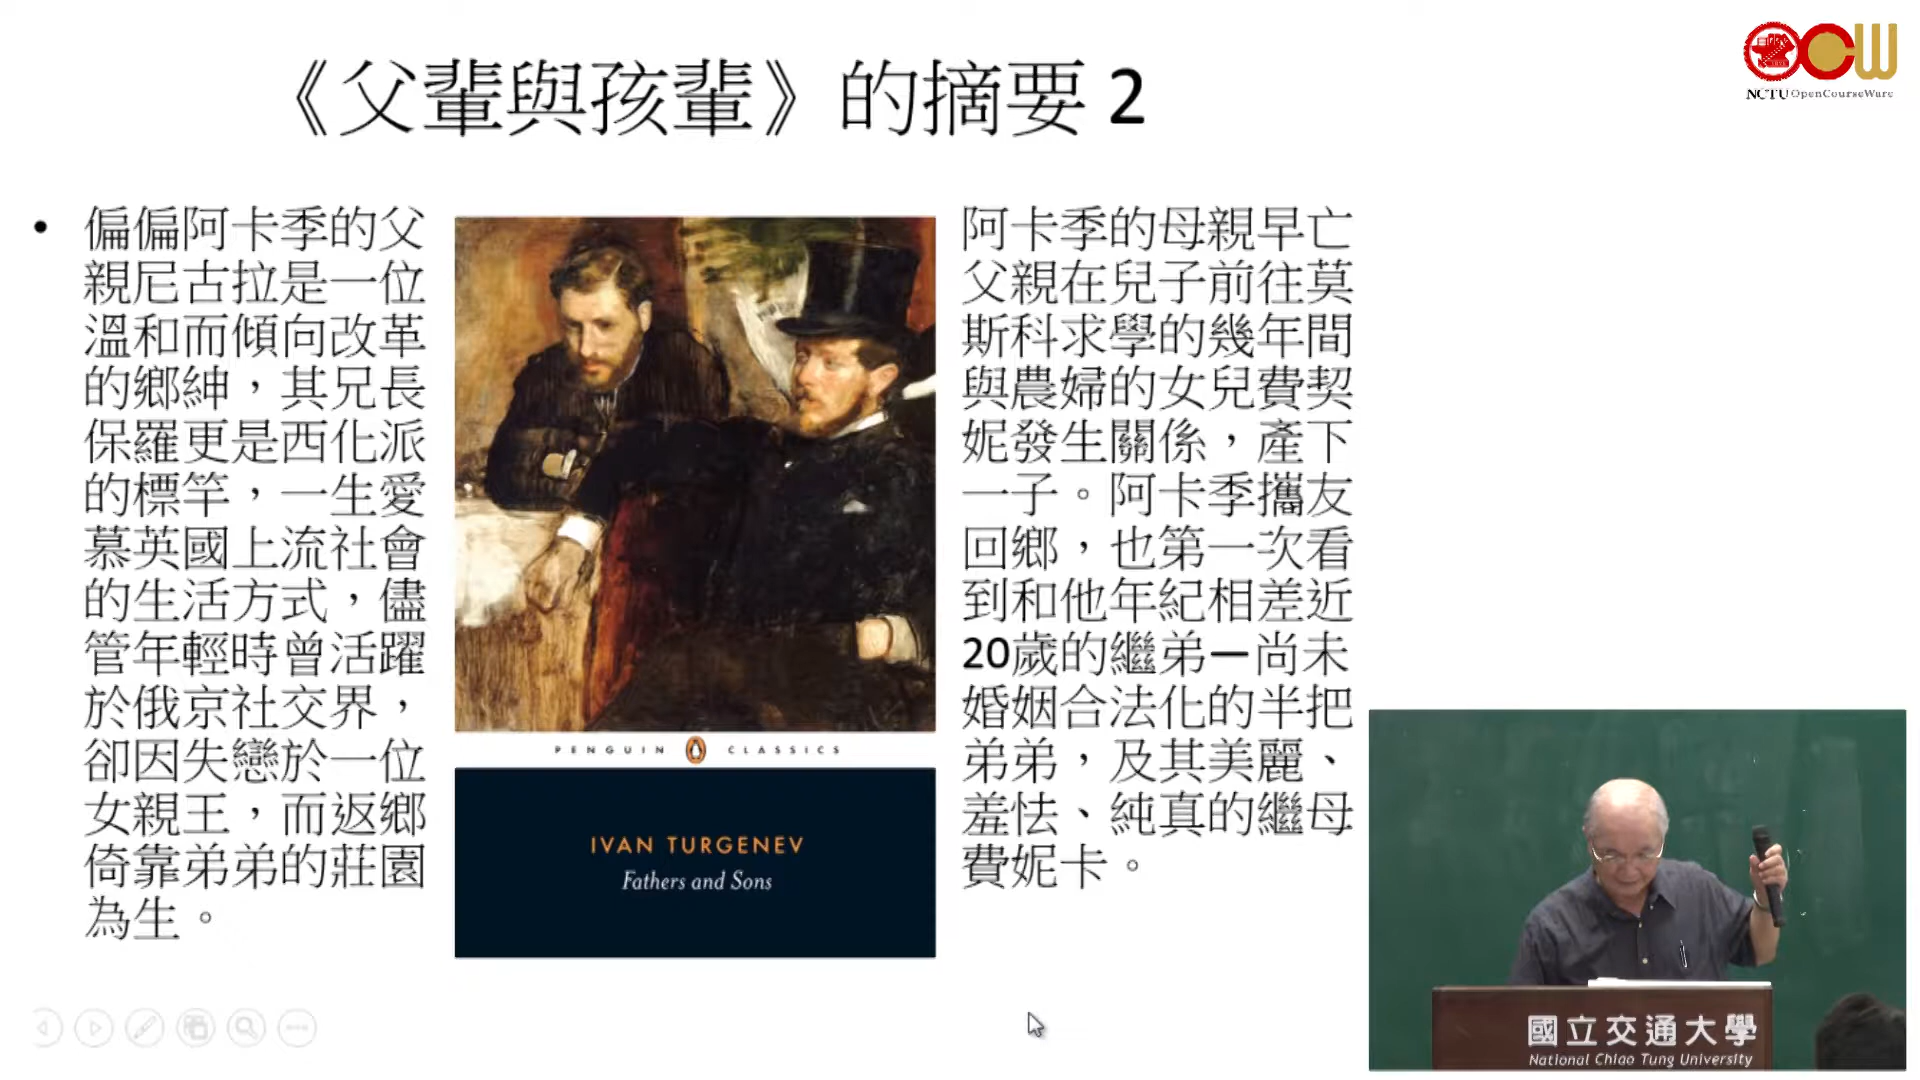 《父輩與孩輩》的摘要 2
NCTU OpenCourseWare
• 偏偏阿卡季的父
親尼古拉是一位
溫和而傾向改革
的鄉紳，其兄長
保羅更是西化派
的標竿，一生愛
慕英國上流社會
的生活方式，儘
管年輕時曾活躍
於俄京社交界，
卻因失戀於一位
女親王，而返鄉
倚靠弟弟的莊園
為生。
PENGUIN CLASSICS
IVAN TURGENEV
Fathers and Sons
阿卡季的母親早亡
父親在兒子前往莫
斯科求學的幾年間
與農婦的女兒費契
妮發生關係，產下
一子。阿卡季攜友
回鄉，也第一次看
到和他年紀相差近
20歲的繼弟—尚未
婚姻合法化的半把
弟弟，及其美麗、
羞怯、純真的繼母
費妮卡。
國立交通大學
National Chiao Tung University